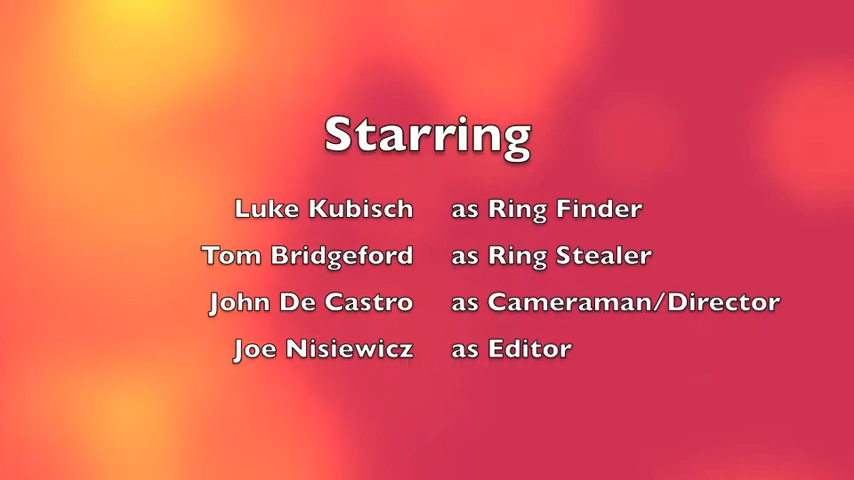 Starring
Luke Kubisch as Ring Finder
Tom Bridgeford as Ring Stealer
John De Castro as Cameraman/Director
Joe Nisiewicz as Editor